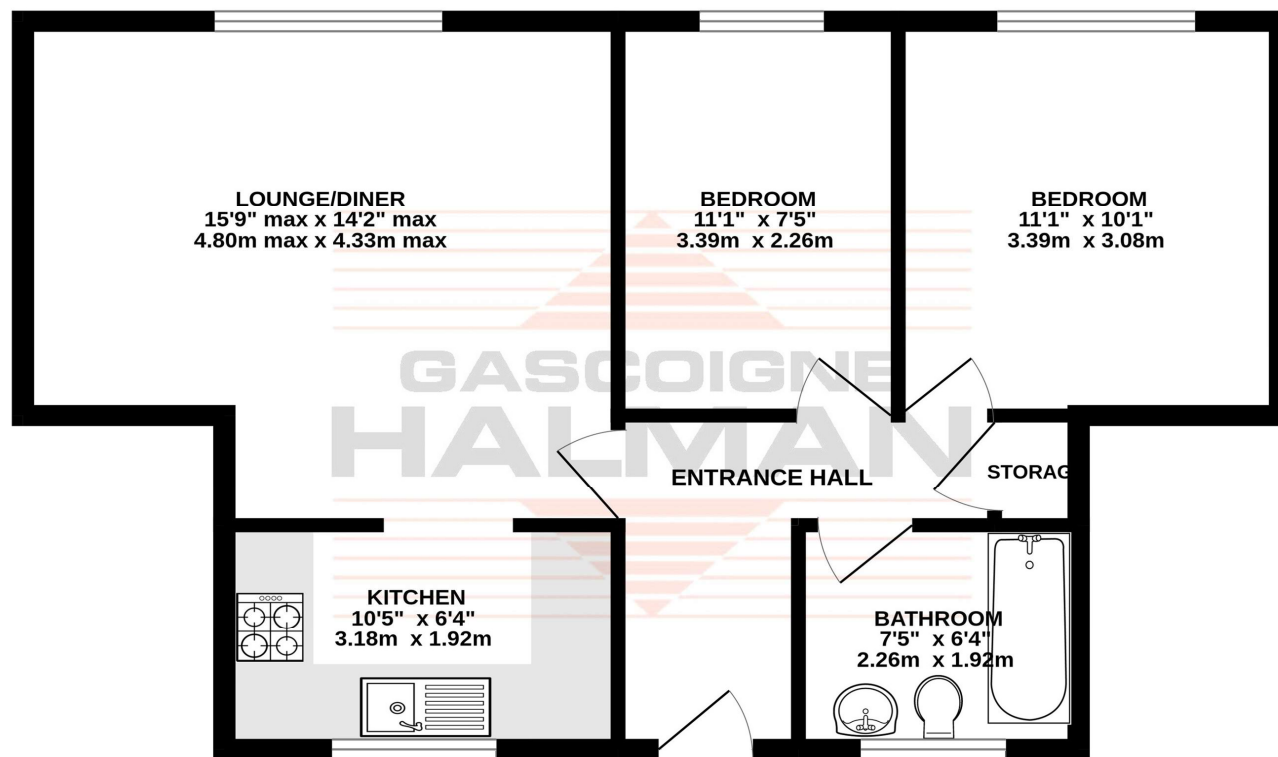 LOUNGE/DINER
15'9" max x 14'2" max
4.80m max x 4.33m max
BEDROOM
11'1" x 7'5"
3.39m x 2.26m
BEDROOM
11'1" x 10'1"
3.39m x 3.08m
GASCOIGNE
HALMAN
ENTRANCE HALL
STORAG
KITCHEN
10'5" x 6'4"
3.18m x 1.92m
BATHROOM
7'5" x 6'4"
2.26m x 1.92m